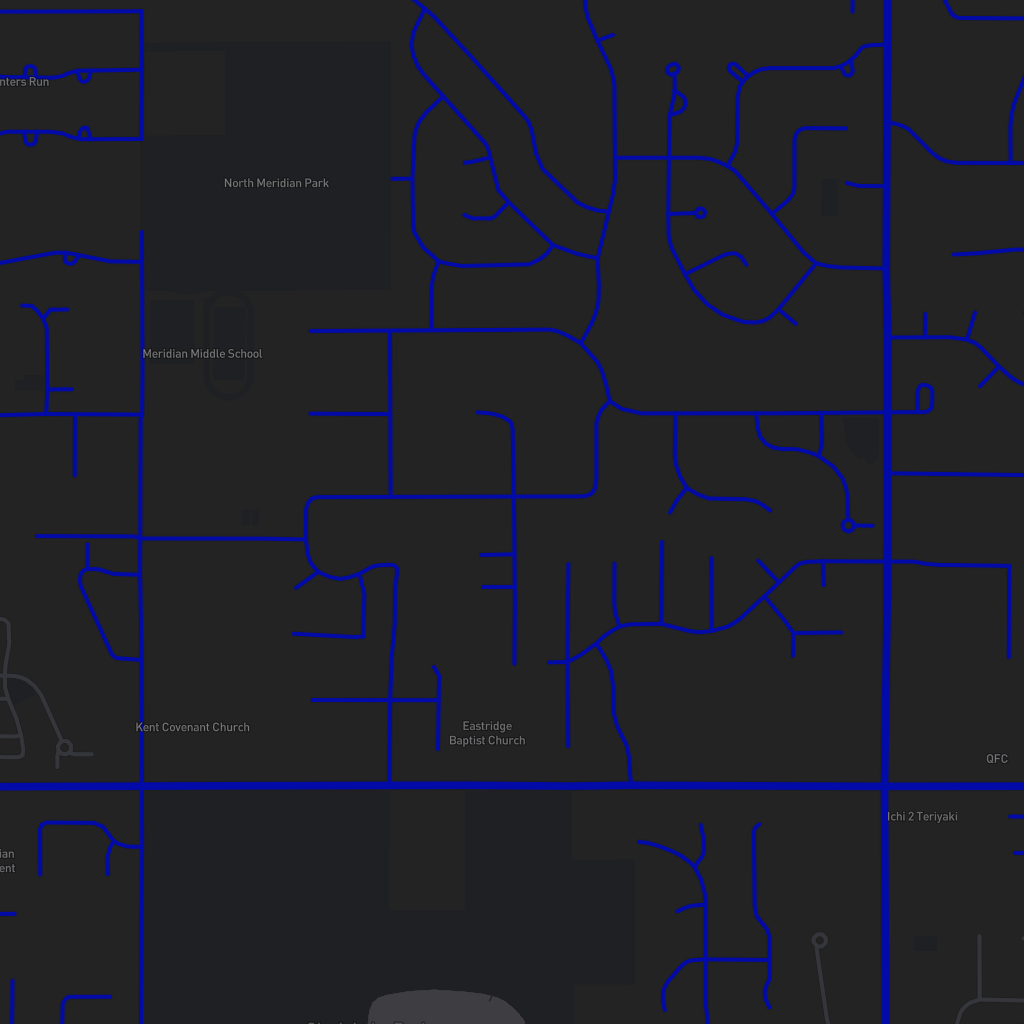 nters Run
North Meridian Park
Meridian Middle School
Kent Covenant Church
Eastridge
Baptist Church
QFC
Ichi 2 Teriyaki
ian
ent